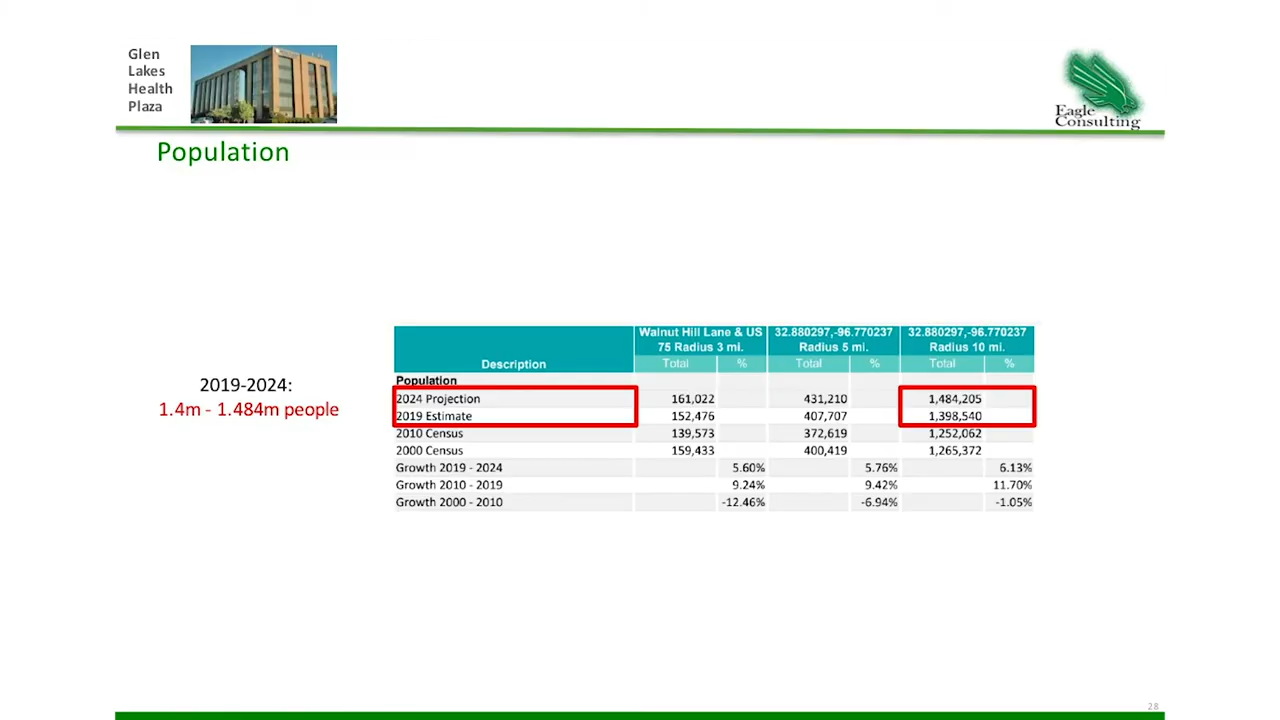 Glen
Lakes
Health
Plaza
Eagle
Consulting
Population
2019-2024:
1.4m - 1.484m people
Description
Walnut Hill Lane & US
75 Radius 3 mi.
32.880297,-96.770237
Radius 5 mi.
32.880297,-96.770237
Radius 10 mi.
Total % Total % Total %
Population
2024 Projection 161,022 431,210 1,484,205
2019 Estimate 152,476 407,707 1,398,540
2010 Census 139,573 372,619 1,252,062
2000 Census 159,433 400,419 1,265,372
Growth 2019 - 2024 5.60% 5.76% 6.13%
Growth 2010 - 2019 9.24% 9.42% 11.70%
Growth 2000 - 2010 -12.46% -6.94% -1.05%
28